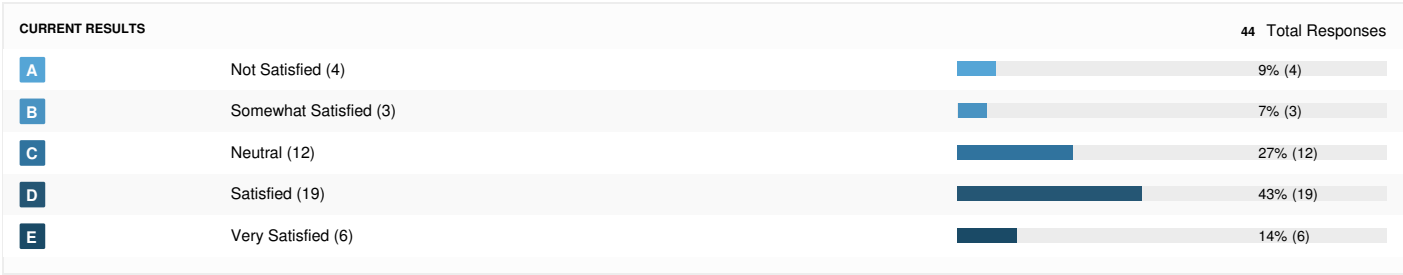 CURRENT RESULTS 44 Total Responses
A Not Satisfied (4) 9% (4)
B Somewhat Satisfied (3) 7% (3)
C Neutral (12) 27% (12)
D Satisfied (19) 43% (19)
E Very Satisfied (6) 14% (6)